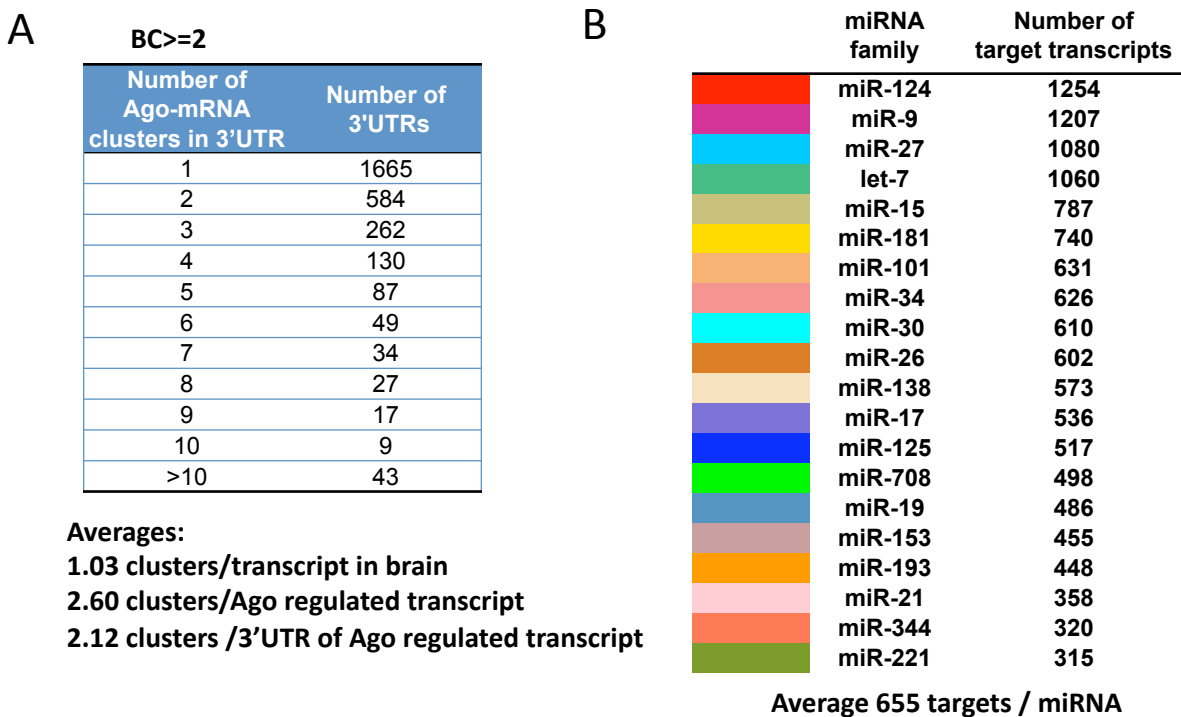 A
BC>=2
Number of Ago-mRNA clusters in 3’UTR Number of 3'UTRs
1 1665
2 584
3 262
4 130
5 87
6 49
7 34
8 27
9 17
10 9
>10 43
Averages:
1.03 clusters/transcript in brain
2.60 clusters/Ago regulated transcript
2.12 clusters /3’UTR of Ago regulated transcript
B
miRNA family Number of target transcripts
miR-124 1254
miR-9 1207
miR-27 1080
let-7 1060
miR-15 787
miR-181 740
miR-101 631
miR-34 626
miR-30 610
miR-26 602
miR-138 573
miR-17 536
miR-125 517
miR-708 498
miR-19 486
miR-153 455
miR-193 448
miR-21 358
miR-344 320
miR-221 315
Average 655 targets / miRNA